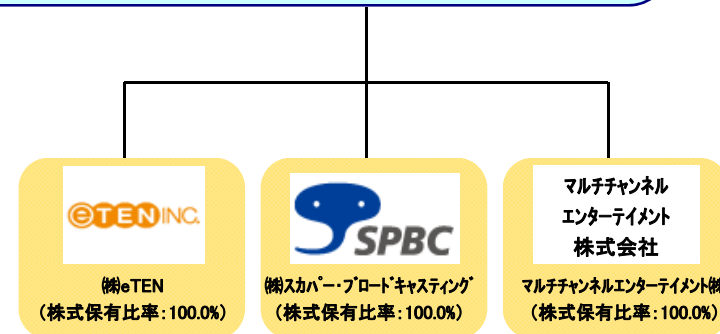 eTEN INC.
㈱eTEN
(株式保有比率:100.0%)
SPBC
㈱スカパー・ブロードキャスティング
(株式保有比率:100.0%)
マルチチャンネル
エンターテイメント
株式会社
マルチチャンネルエンターテイメント㈱
(株式保有比率:100.0%)